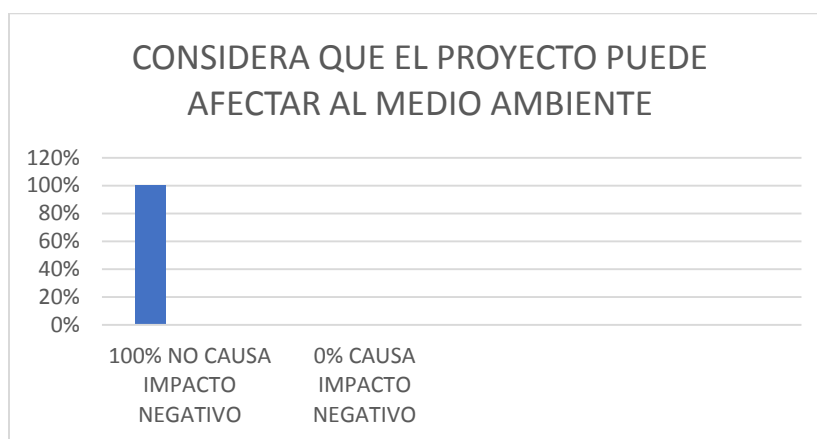 CONSIDERA QUE EL PROYECTO PUEDE
AFECTAR AL MEDIO AMBIENTE
120%
100%
80%
60%
40%
20%
0%
100% NO CAUSA
IMPACTO
NEGATIVO
0% CAUSA
IMPACTO
NEGATIVO